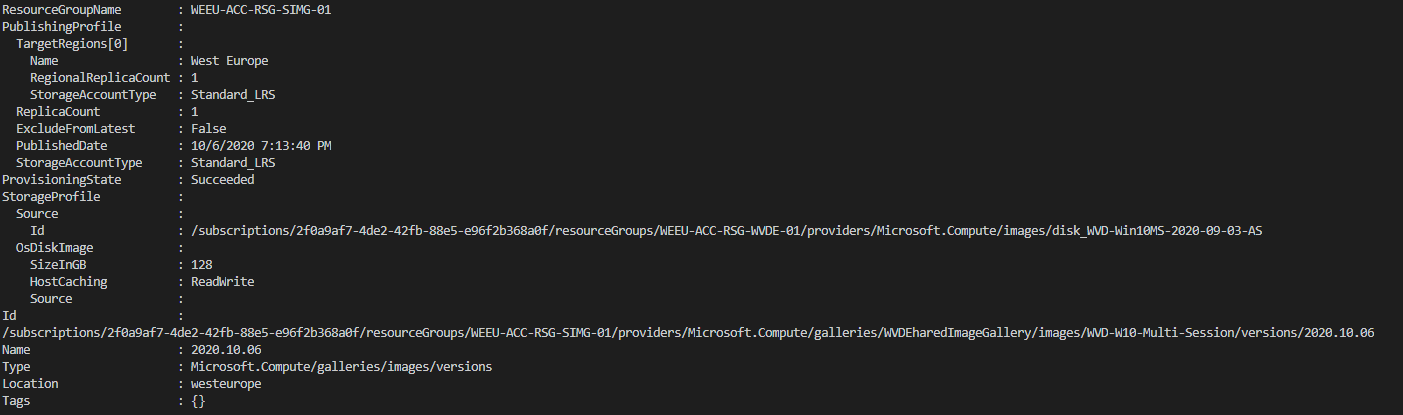 ResourceGroupName : WEEU-ACC-RSG-SIMG-01
PublishingProfile :
TargetRegions[0] :
Name : West Europe
RegionalReplicaCount : 1
StorageAccountType : Standard_LRS
ReplicaCount : 1
ExcludeFromLatest : False
PublishedDate : 10/6/2020 7:13:40 PM
StorageAccountType : Standard_LRS
ProvisioningState : Succeeded
StorageProfile :
Source :
Id : /subscriptions/2f0a9af7-4de2-42fb-88e5-e96f2b368a0f/resourceGroups/WEEU-ACC-RSG-WVDE-01/providers/Microsoft.Compute/images/disk_WVD-Win10MS-2020-09-03-AS
OsDiskImage :
SizeInGB : 128
HostCaching : ReadWrite
Source :
Id :
/subscriptions/2f0a9af7-4de2-42fb-88e5-e96f2b368a0f/resourceGroups/WEEU-ACC-RSG-SIMG-01/providers/Microsoft.Compute/galleries/WVDEharedImageGallery/images/WVD-W10-Multi-Session/versions/2020.10.06
Name : 2020.10.06
Type : Microsoft.Compute/galleries/images/versions
Location : westeurope
Tags : {}